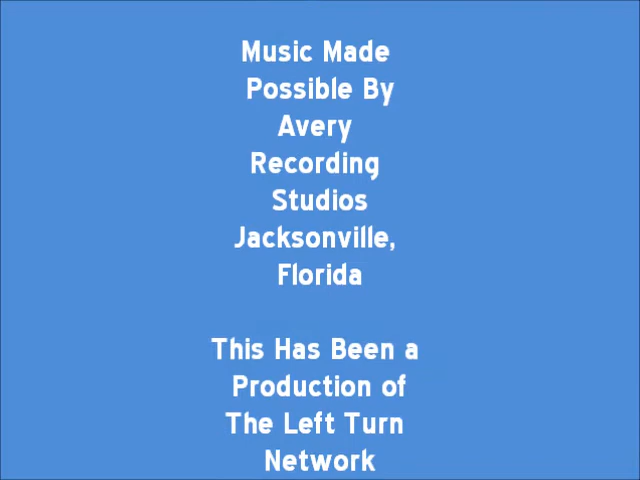 Music Made
Possible By
Avery
Recording
Studios
Jacksonville,
Florida
This Has Been a
Production of
The Left Turn
Network